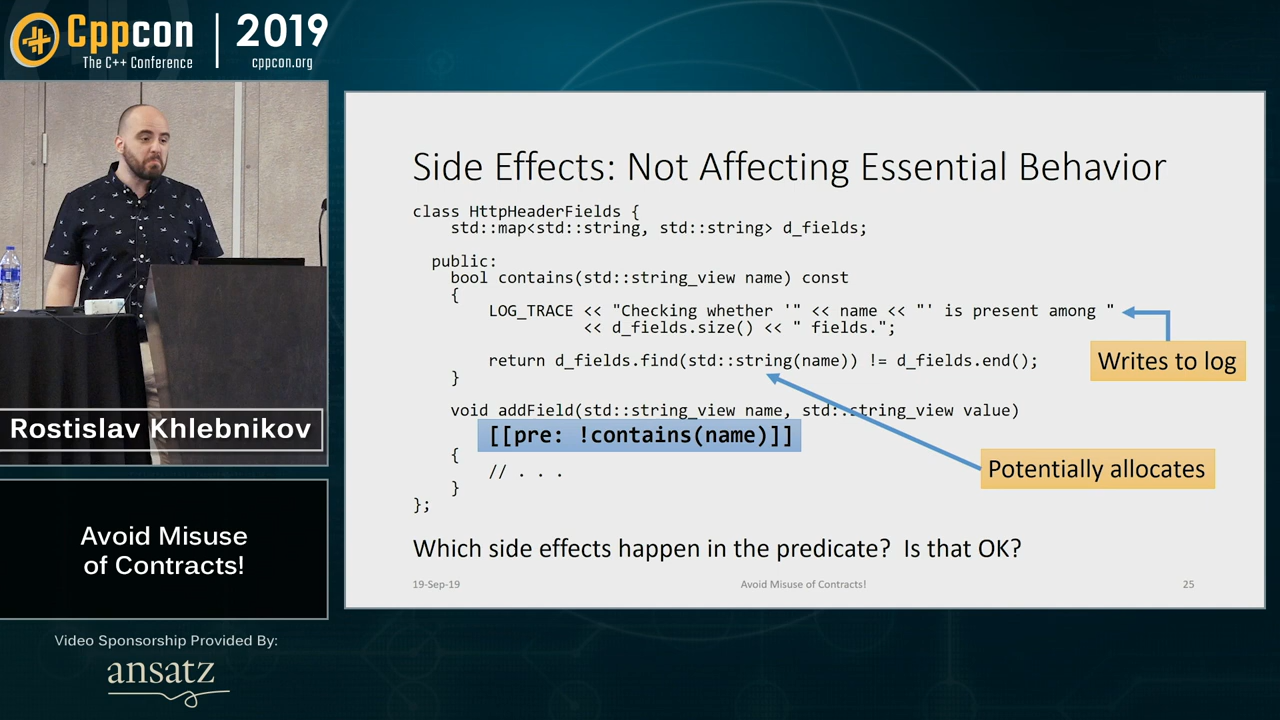 Cppcon
The C++ Conference
2019
cppcon.org
Rostislav Khlebnikov
Avoid Misuse
of Contracts!
Video Sponsorship Provided By:
ansatz
Side Effects: Not Affecting Essential Behavior
class HttpHeaderFields {
    std::map<std::string, std::string> d_fields;
  public:
    bool contains(std::string_view name) const
    {
        LOG_TRACE << "Checking whether '" << name << "' is present among "
                  << d_fields.size() << " fields.";
        return d_fields.find(std::string(name)) != d_fields.end();
    }
    void addField(std::string_view name, std::string_view value)
        [[pre: !contains(name)]]
    {
        // . . .
    }
};
Writes to log
Potentially allocates
Which side effects happen in the predicate? Is that OK?
19-Sep-19
Avoid Misuse of Contracts!
25